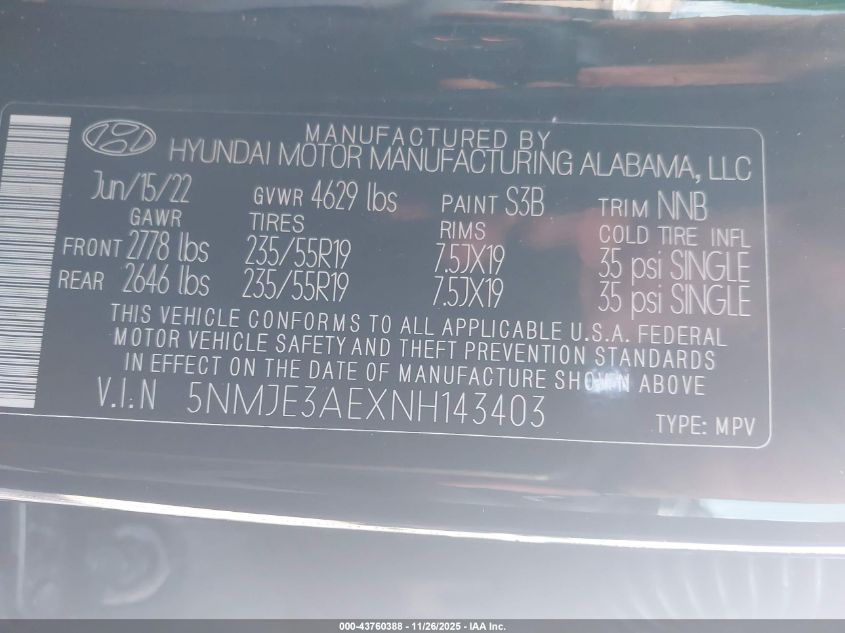 MANUFACTURED BY
HYUNDAI MOTOR MANUFACTURING ALABAMA, LLC
Jun/15/22 GVWR 4629 lbs PAINT S3B TRIM NNB
GAWR TIRES RIMS COLD TIRE INFL
FRONT 2778 lbs 235/55R19 7.5JX19 35 psi SINGLE
REAR 2646 lbs 235/55R19 7.5JX19 35 psi SINGLE
THIS VEHICLE CONFORMS TO ALL APPLICABLE U.S.A. FEDERAL
MOTOR VEHICLE SAFETY AND THEFT PREVENTION STANDARDS
IN EFFECT ON THE DATE OF MANUFACTURE SHOWN ABOVE.
V.I.N 5NMJE3AEXNH143403 TYPE: MPV
000-43760388 - 11/26/2025 - IAA Inc.